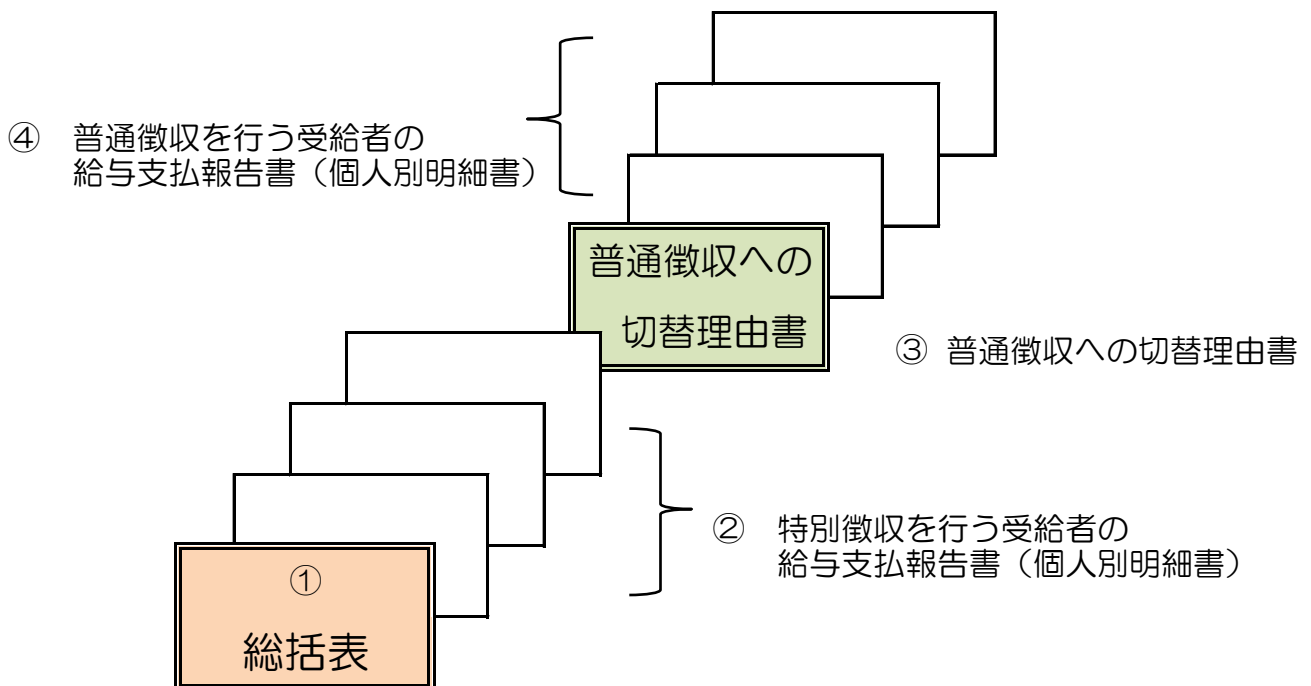 ④ 普通徴収を行う受給者の
給与支払報告書（個人別明細書）
普通徴収への
切替理由書
③ 普通徴収への切替理由書
② 特別徴収を行う受給者の
給与支払報告書（個人別明細書）
①
総括表